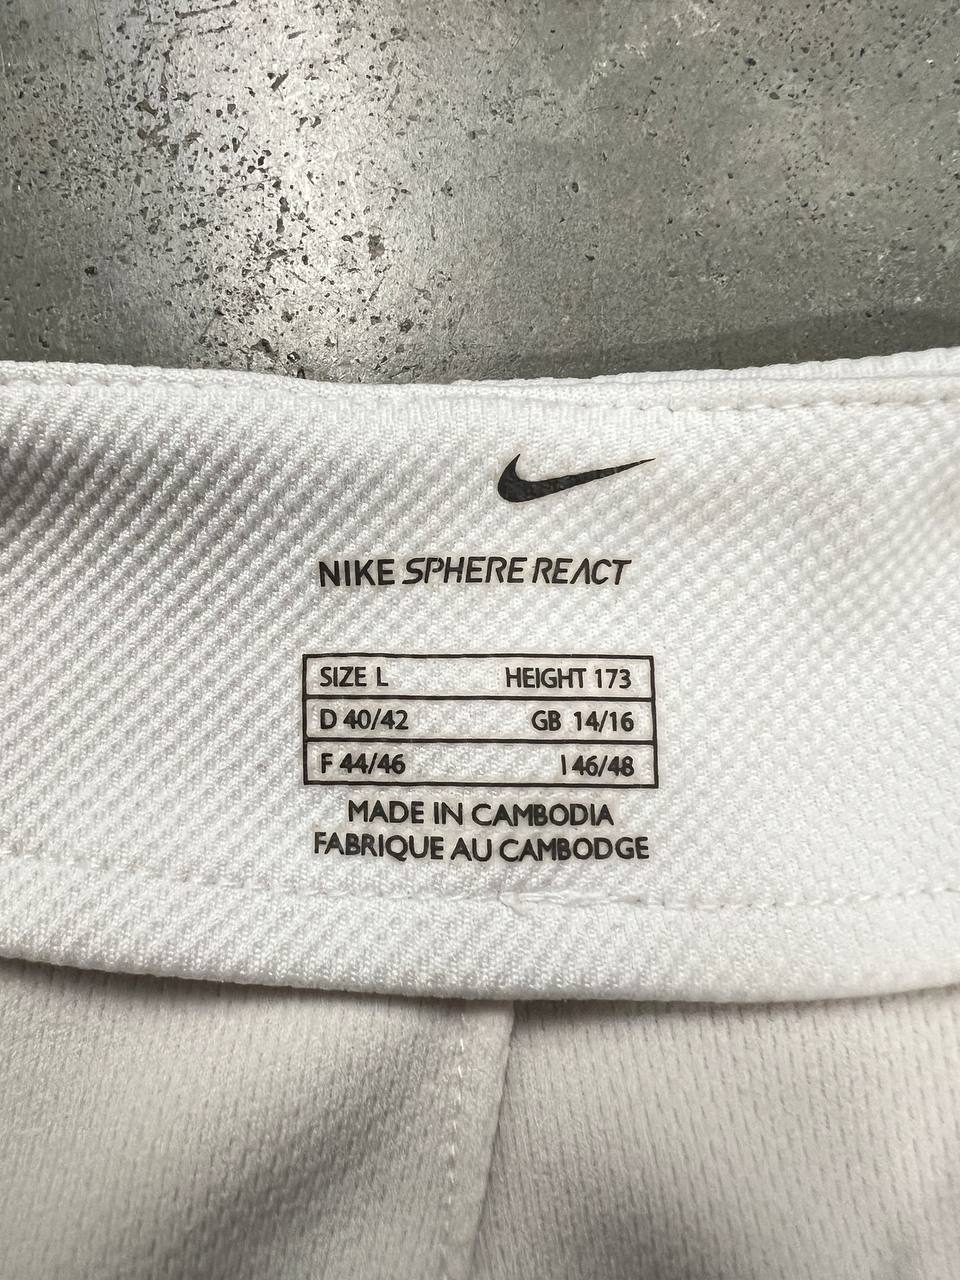 NIKE SPHERE REACT
SIZE L HEIGHT 173
D 40/42 GB 14/16
F 44/46 I 46/48
MADE IN CAMBODIA
FABRIQUE AU CAMBODGE